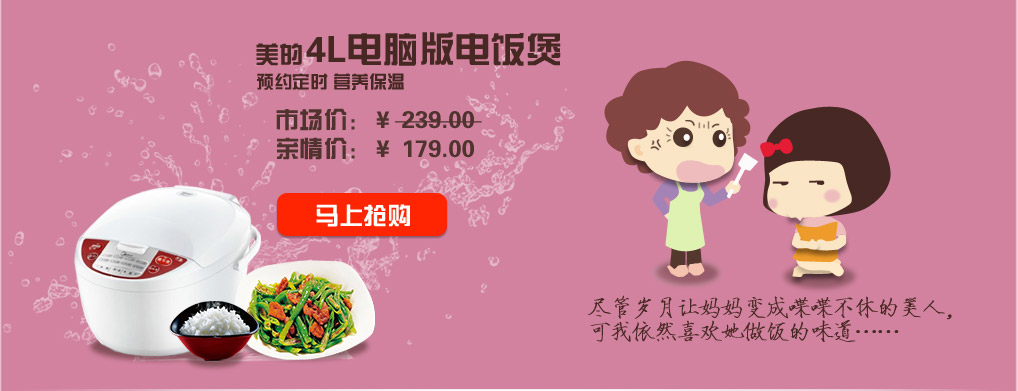 美的4L电脑版电饭煲
预约定时 营养保温
市场价：￥ 239.00
亲情价：￥ 179.00
马上抢购
尽管岁月让妈妈变成喋喋不休的美人，
可我依然喜欢她做饭的味道……